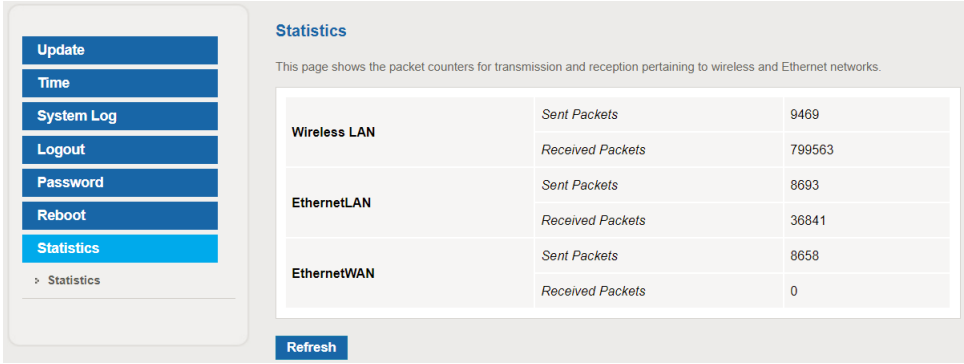 Update
Time
System Log
Logout
Password
Reboot
Statistics
> Statistics
Statistics
This page shows the packet counters for transmission and reception pertaining to wireless and Ethernet networks.
Wireless LAN
Sent Packets 9469
Received Packets 799563
EthernetLAN
Sent Packets 8693
Received Packets 36841
EthernetWAN
Sent Packets 8658
Received Packets 0
Refresh